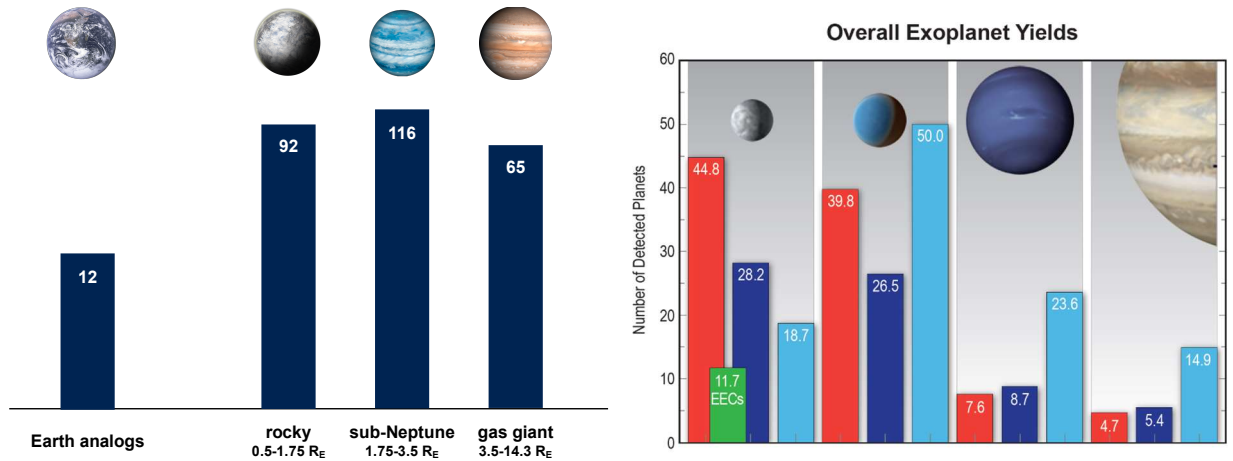 12
92
116
65
Earth analogs
rocky
0.5-1.75 RE
sub-Neptune
1.75-3.5 RE
gas giant
3.5-14.3 RE
Overall Exoplanet Yields
Number of Detected Planets
60
50
40
30
20
10
0
44.8
11.7
EECs
28.2
18.7
39.8
26.5
50.0
7.6
8.7
23.6
4.7
5.4
14.9